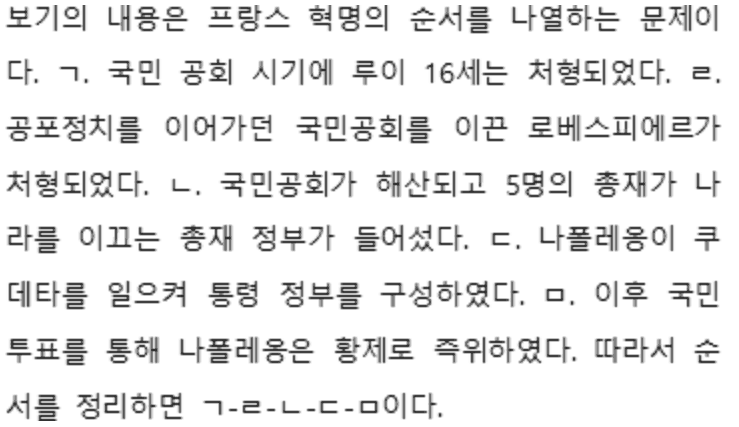 보기의 내용은 프랑스 혁명의 순서를 나열하는 문제이
다. ㄱ. 국민 공회 시기에 루이 16세는 처형되었다. ㄹ.
공포정치를 이어가던 국민공회를 이끈 로베스피에르가
처형되었다. ㄴ. 국민공회가 해산되고 5명의 총재가 나
라를 이끄는 총재 정부가 들어섰다. ㄷ. 나폴레옹이 쿠
데타를 일으켜 통령 정부를 구성하였다. ㅁ. 이후 국민
투표를 통해 나폴레옹은 황제로 즉위하였다. 따라서 순
서를 정리하면 ㄱ-ㄹ-ㄴ-ㄷ-ㅁ이다.